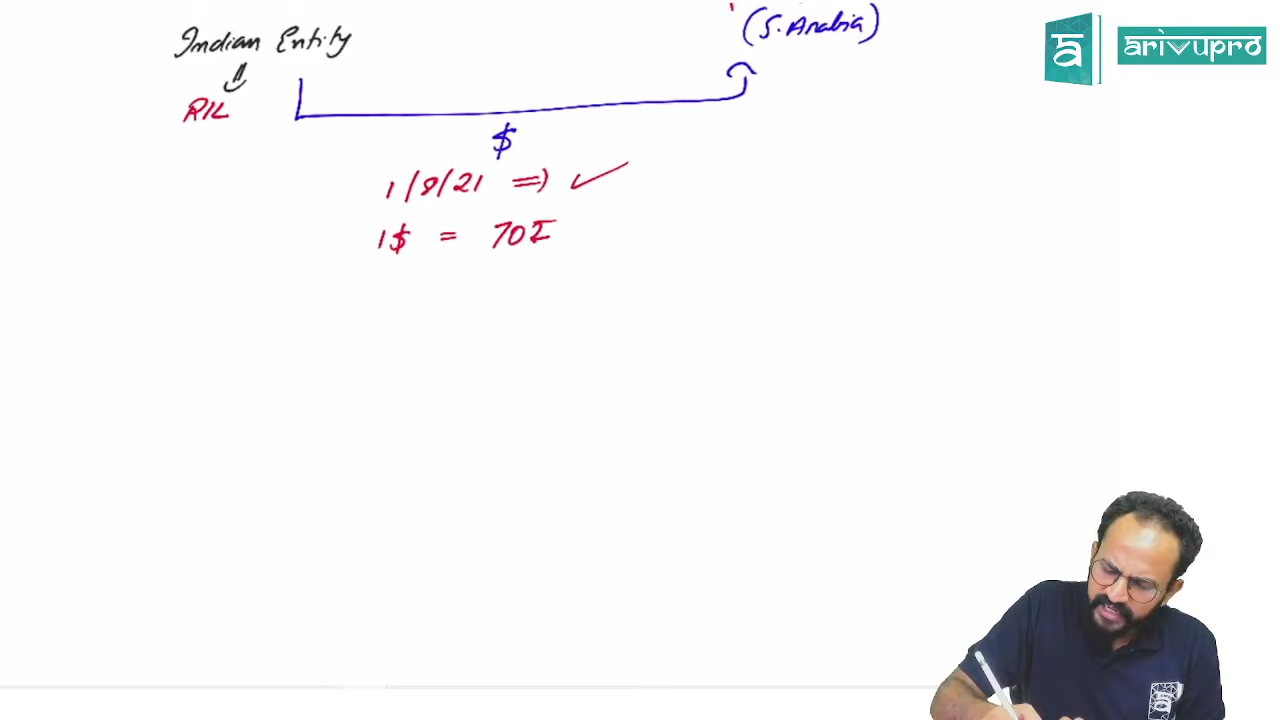 (S. Arabia)
Indian Entity
RIL
$
1/8/21 =>
1$ = 70₹
a
arivupro
a